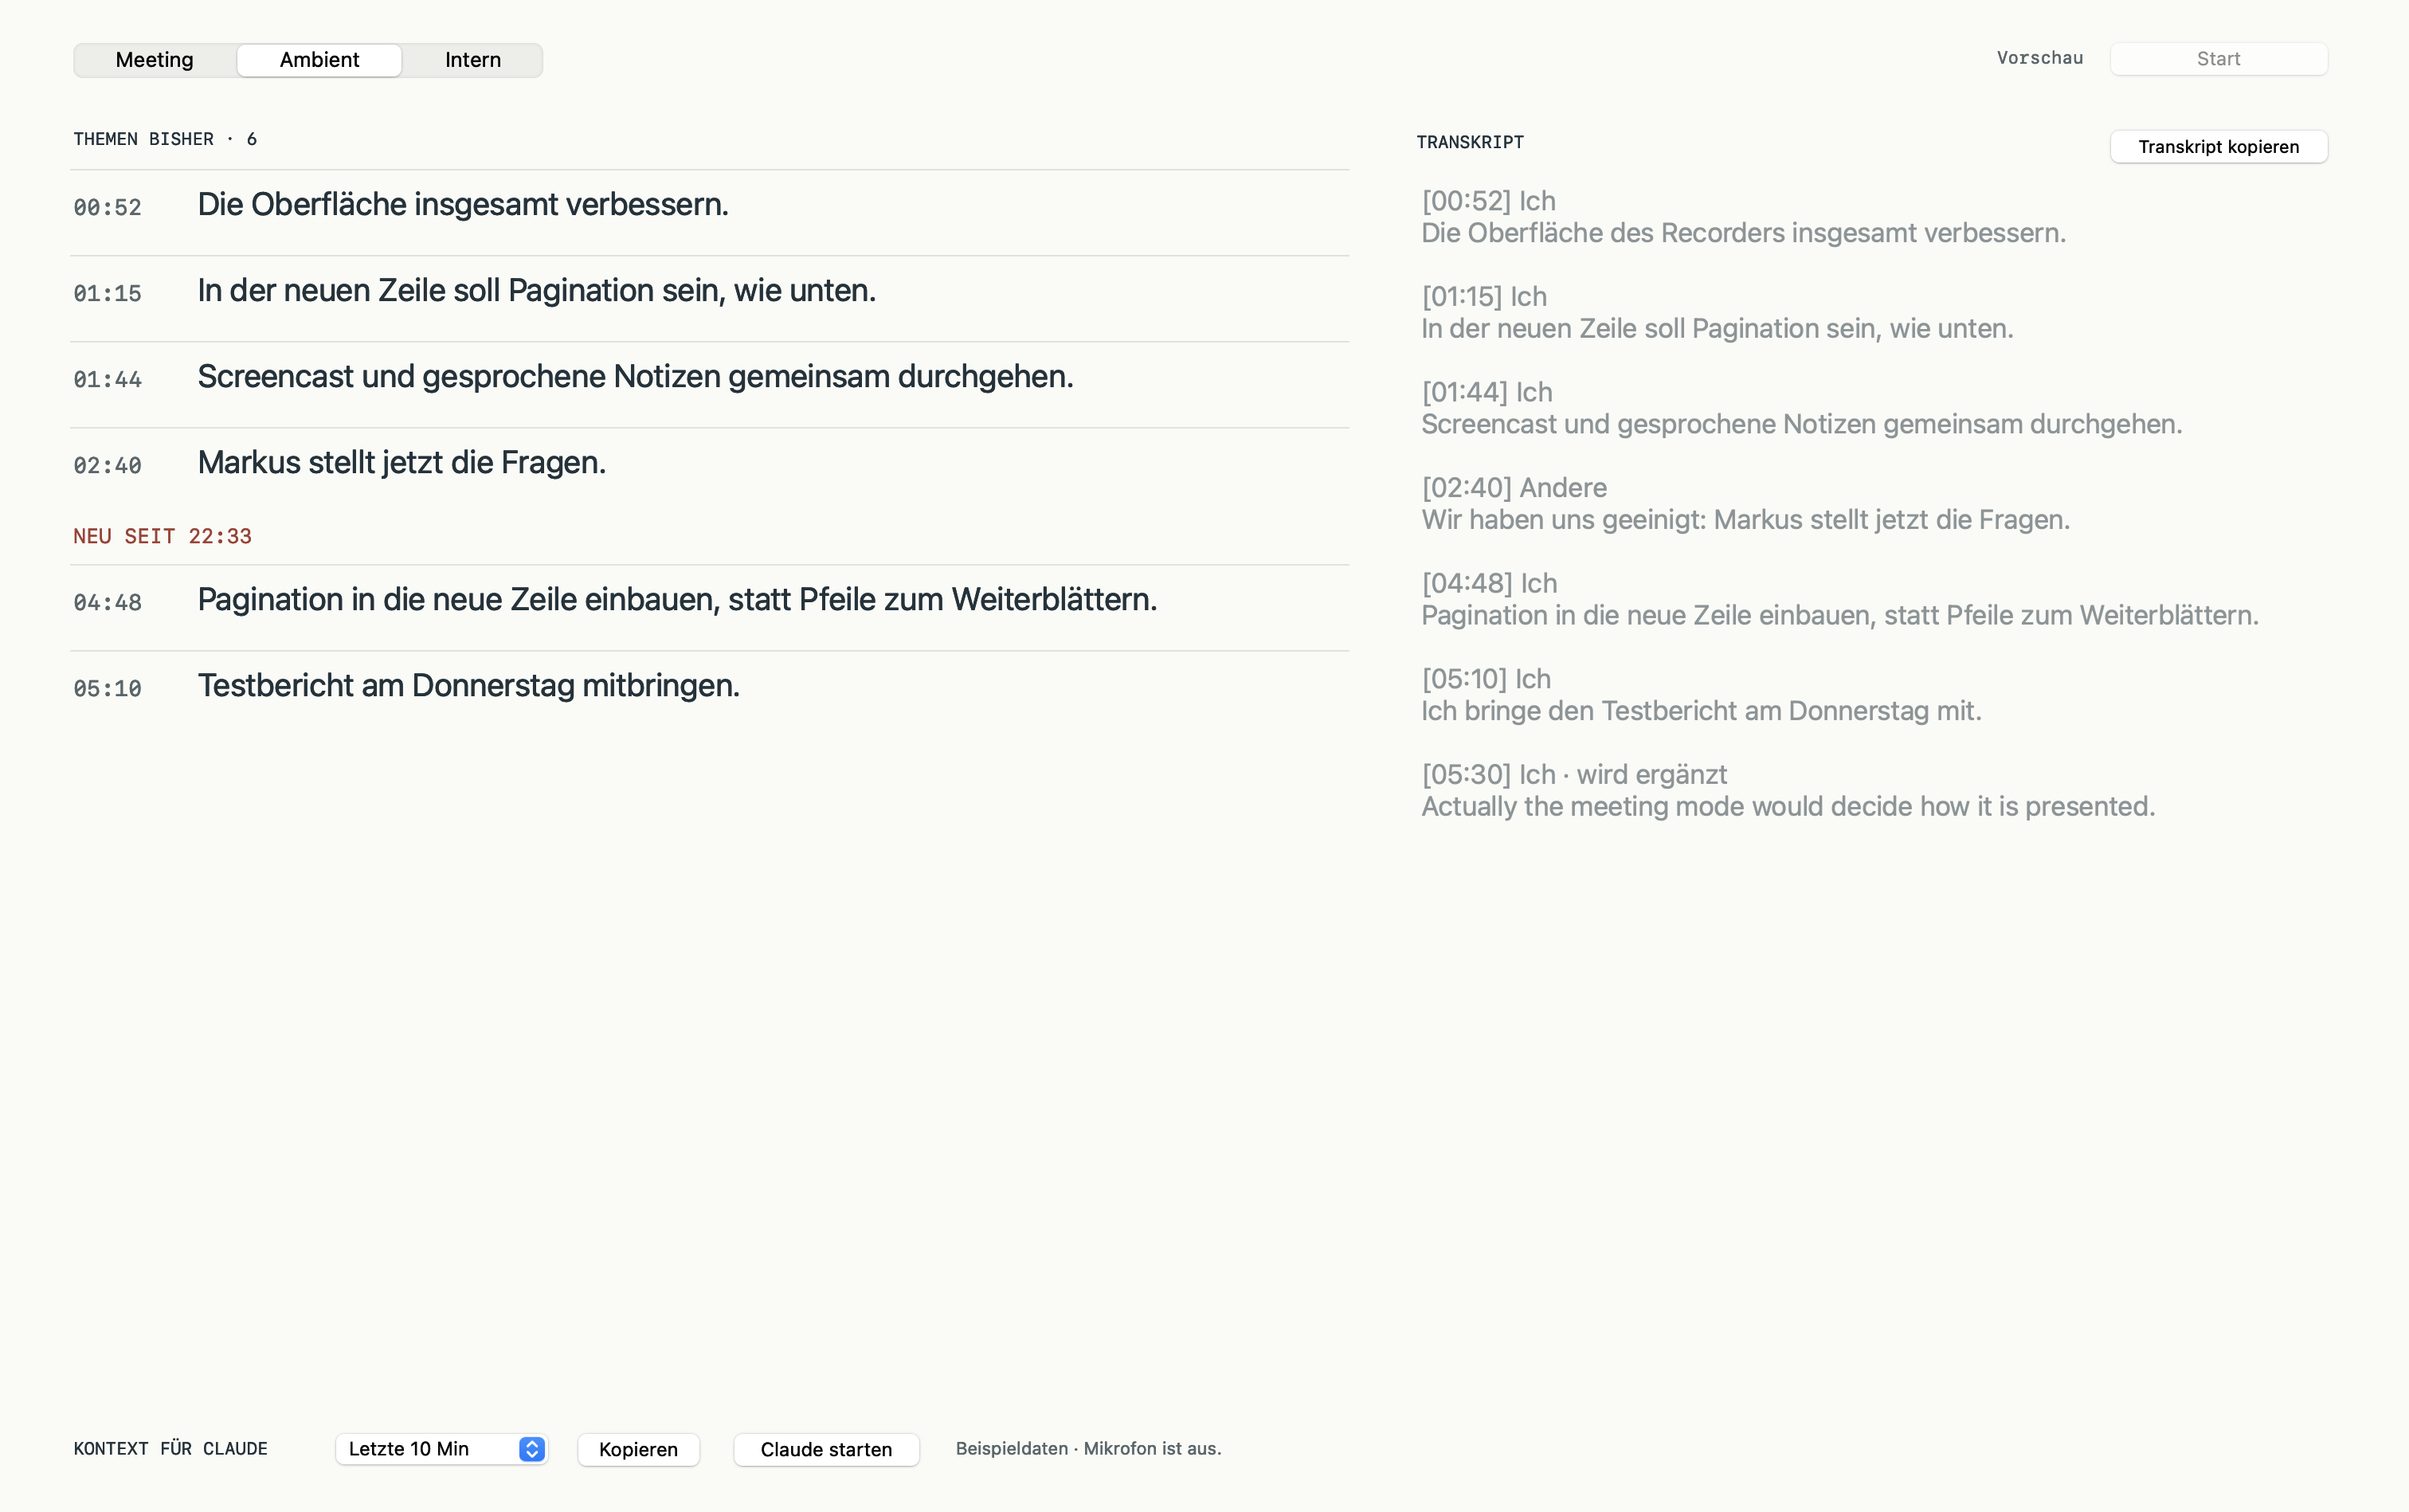 Meeting Ambient Intern
Vorschau Start
THEMEN BISHER · 6
00:52 Die Oberfläche insgesamt verbessern.
01:15 In der neuen Zeile soll Pagination sein, wie unten.
01:44 Screencast und gesprochene Notizen gemeinsam durchgehen.
02:40 Markus stellt jetzt die Fragen.
NEU SEIT 22:33
04:48 Pagination in die neue Zeile einbauen, statt Pfeile zum Weiterblättern.
05:10 Testbericht am Donnerstag mitbringen.
TRANSKRIPT Transkript kopieren
[00:52] Ich
Die Oberfläche des Recorders insgesamt verbessern.
[01:15] Ich
In der neuen Zeile soll Pagination sein, wie unten.
[01:44] Ich
Screencast und gesprochene Notizen gemeinsam durchgehen.
[02:40] Andere
Wir haben uns geeinigt: Markus stellt jetzt die Fragen.
[04:48] Ich
Pagination in die neue Zeile einbauen, statt Pfeile zum Weiterblättern.
[05:10] Ich
Ich bringe den Testbericht am Donnerstag mit.
[05:30] Ich · wird ergänzt
Actually the meeting mode would decide how it is presented.
KONTEXT FÜR CLAUDE Letzte 10 Min Kopieren Claude starten Beispieldaten · Mikrofon ist aus.